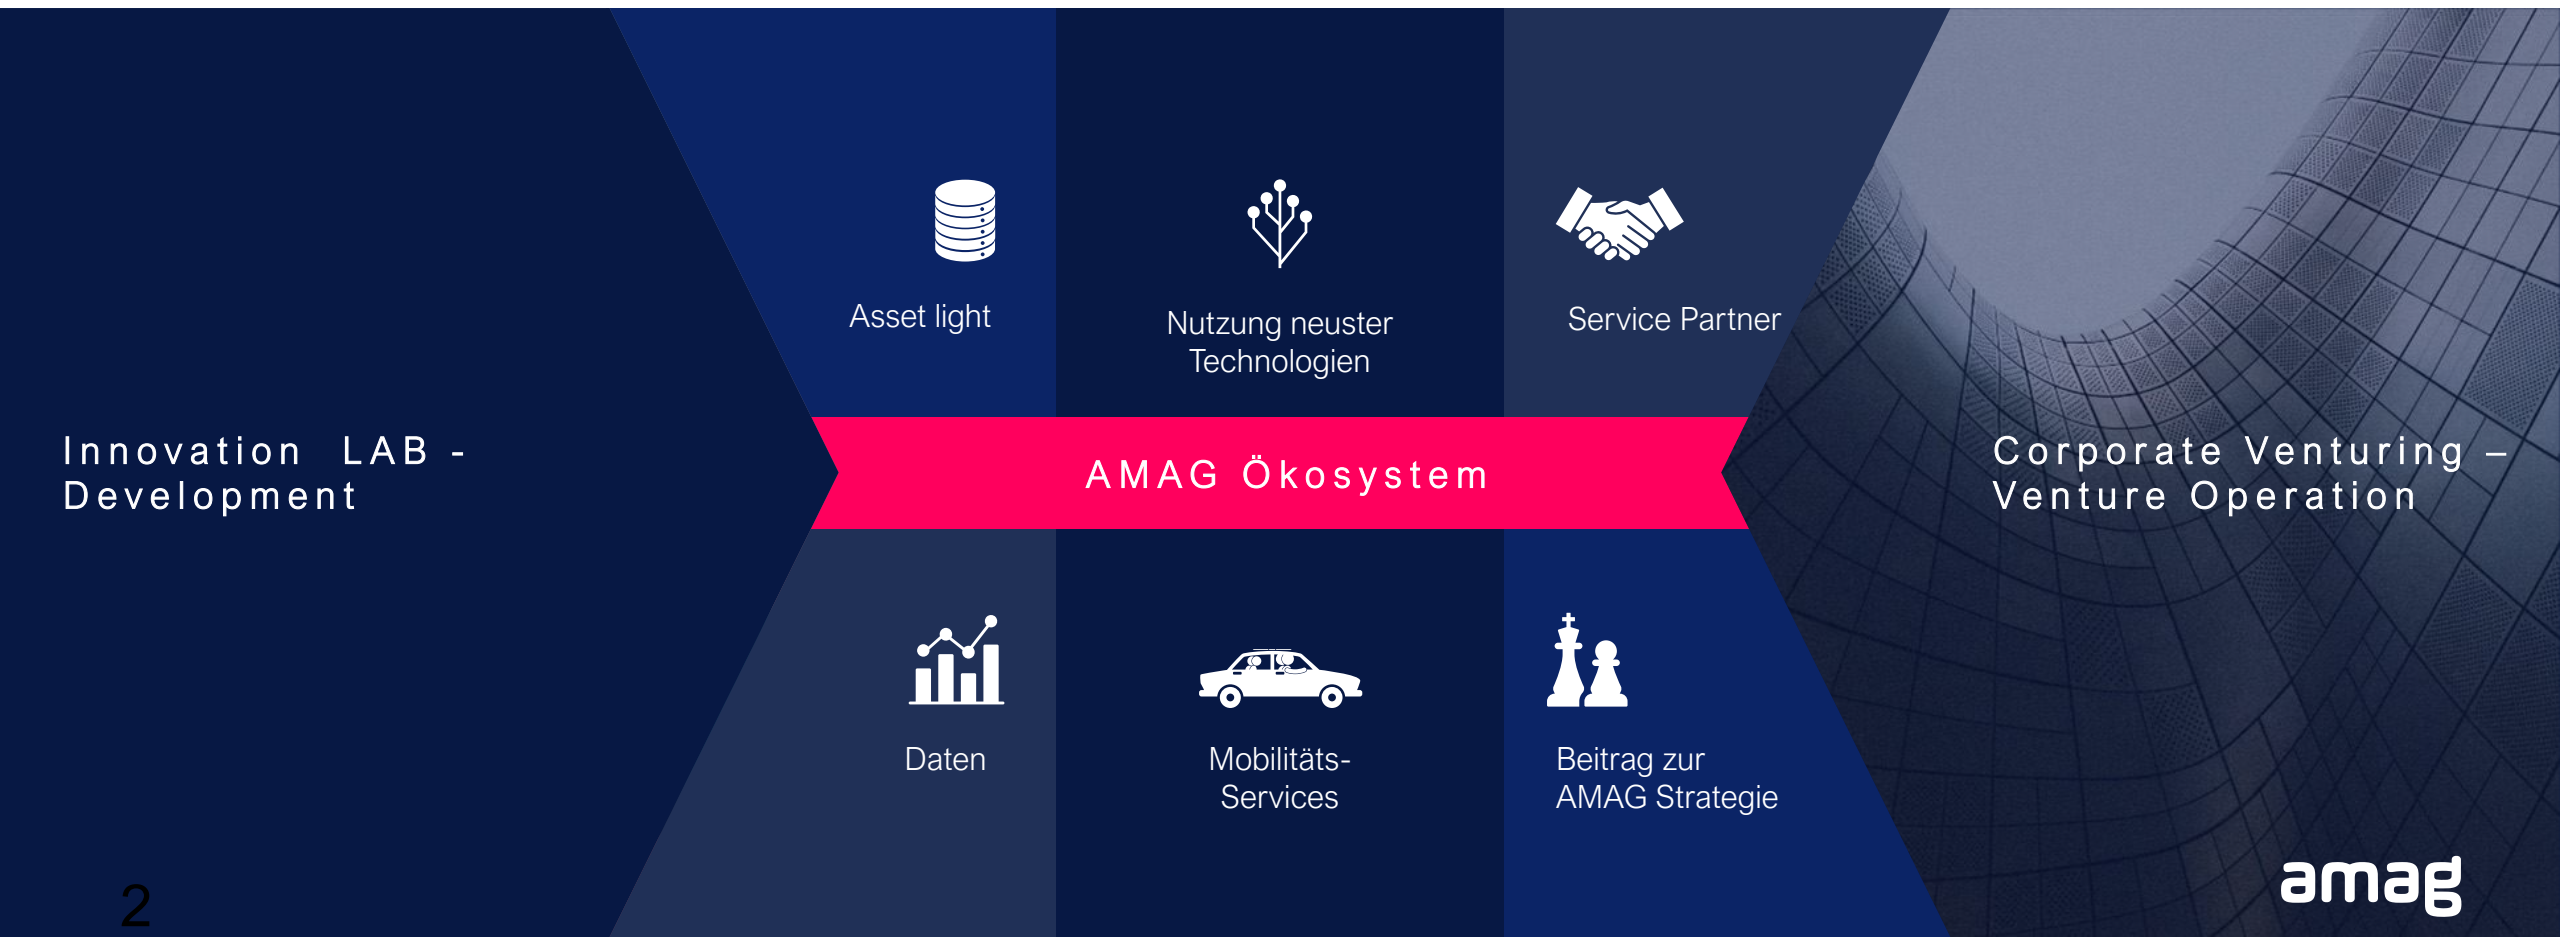 Asset light
Nutzung neuster
Technologien
Service Partner
Innovation LAB -
Development
AMAG Ökosystem
Corporate Venturing –
Venture Operation
Daten
Mobilitäts-
Services
Beitrag zur
AMAG Strategie
2
amag